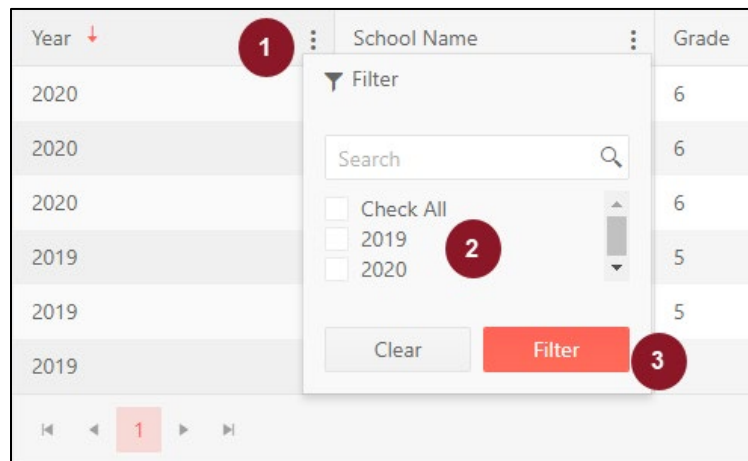 Year 1 School Name Grade
2020 Filter 6
2020 Search 6
2020 Check All 6
2019 2019 2 5
2020
2019 5
2019 Clear Filter 3
1